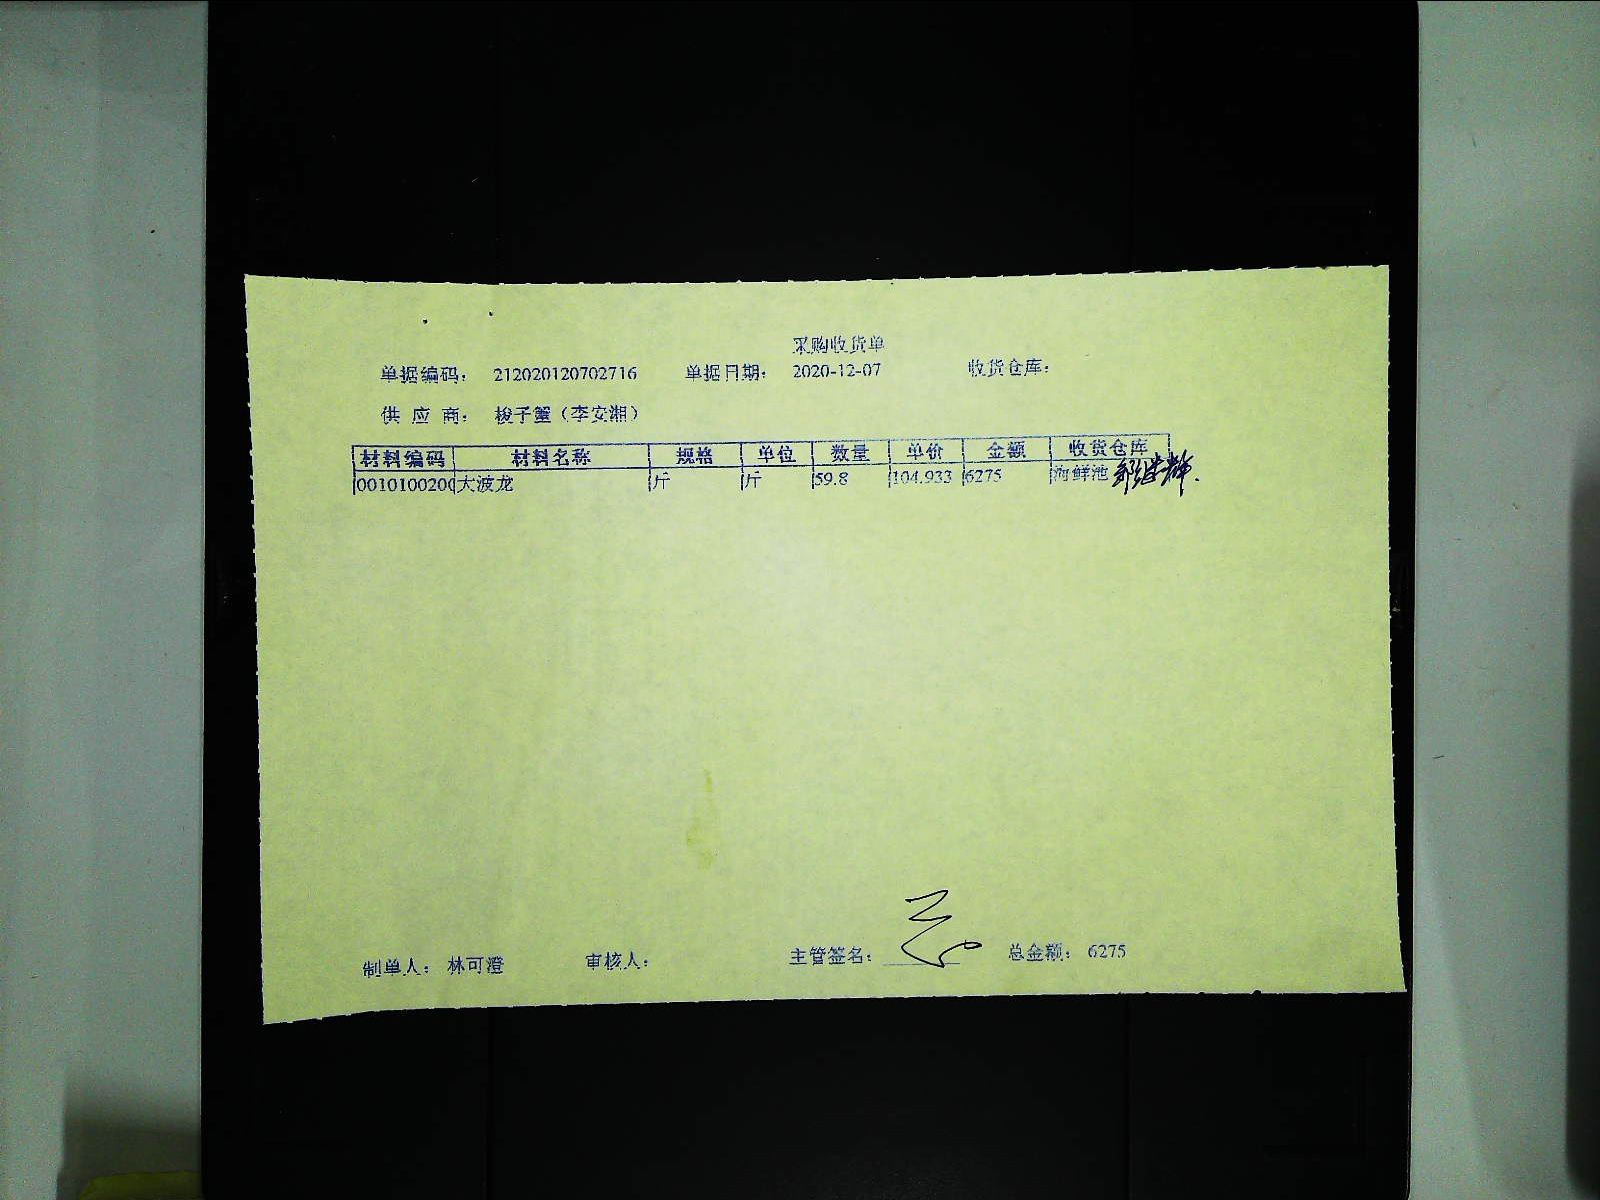 采购收货单
单据编码： 212020120702716 单据日期： 2020-12-07 收货仓库：
供 应 商： 梭子蟹（李安湘）
材料编码 材料名称 规格 单位 数量 单价 金额 收货仓库
0010100200 大波龙 斤 斤 59.8 104.933 6275 海鲜池
制单人： 林可澄 审核人： 主管签名： 总金额： 6275